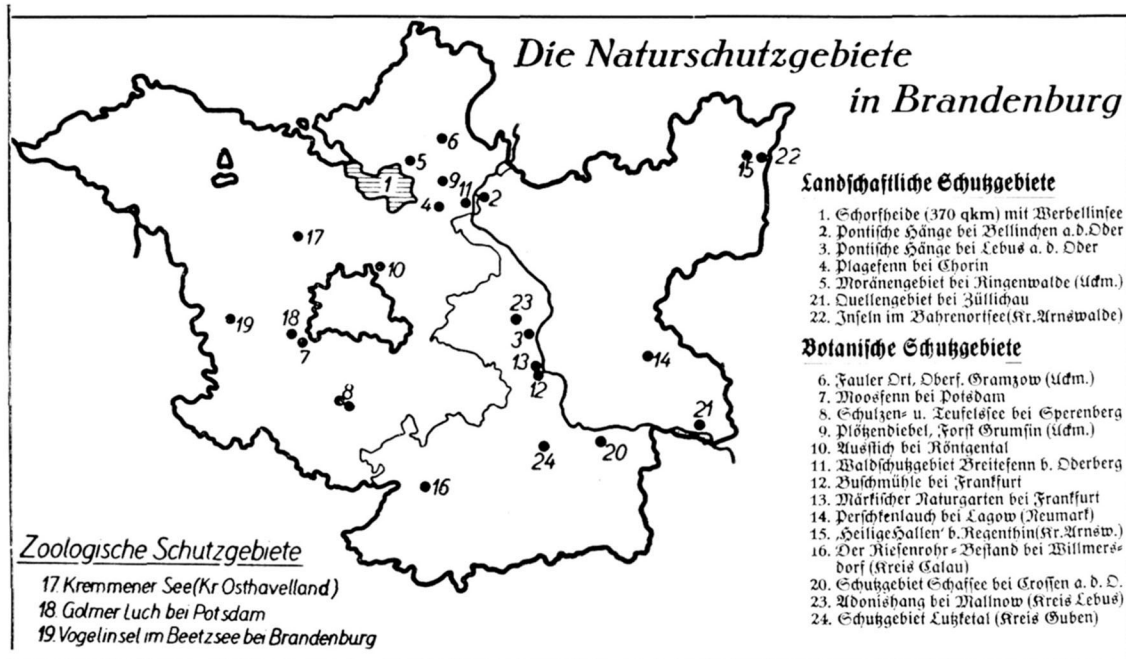 Die Naturschutzgebiete
in Brandenburg
6
5
15
22
1
9
11
2
4
17
10
23
19
18
3
7
13
14
12
8
21
24
20
16
Landschaftliche Schutzgebiete
1. Schorfheide (370 qkm) mit Werbellinsee
2. Pontische Hänge bei Bellinchen a.d.Oder
3. Pontische Hänge bei Lebus a. d. Oder
4. Plagefenn bei Chorin
5. Moränengebiet bei Ringenwalde (Uckm.)
21. Quellengebiet bei Züllichau
22. Inseln im Bahrenortsee(Kr.Arnswalde)
Botanische Schutzgebiete
6. Fauler Ort, Oberf. Gramzow (Uckm.)
7. Moosfenn bei Potsdam
8. Schulzen- u. Teufelssee bei Sperenberg
9. Plötzendiebel, Forst Grumsin (Uckm.)
10. Ausstich bei Röntgental
11. Waldschutzgebiet Breitefenn b. Oderberg
12. Buschmühle bei Frankfurt
13. Märkischer Naturgarten bei Frankfurt
14. Perschkenlauch bei Lagow (Neumark)
15. „Heilige Hallen" b. Regenthin(Kr.Arnsw.)
16. Der Riesenrohr-Bestand bei Willmers-
dorf (Kreis Calau)
20. Schutzgebiet Schafsee bei Crossen a. d. O.
23. Adonishang bei Mallnow (Kreis Lebus)
24. Schutzgebiet Lutzketal (Kreis Guben)
Zoologische Schutzgebiete
17. Kremmener See(Kr Osthavelland)
18. Golmer Luch bei Potsdam
19. Vogelinsel im Beetzsee bei Brandenburg